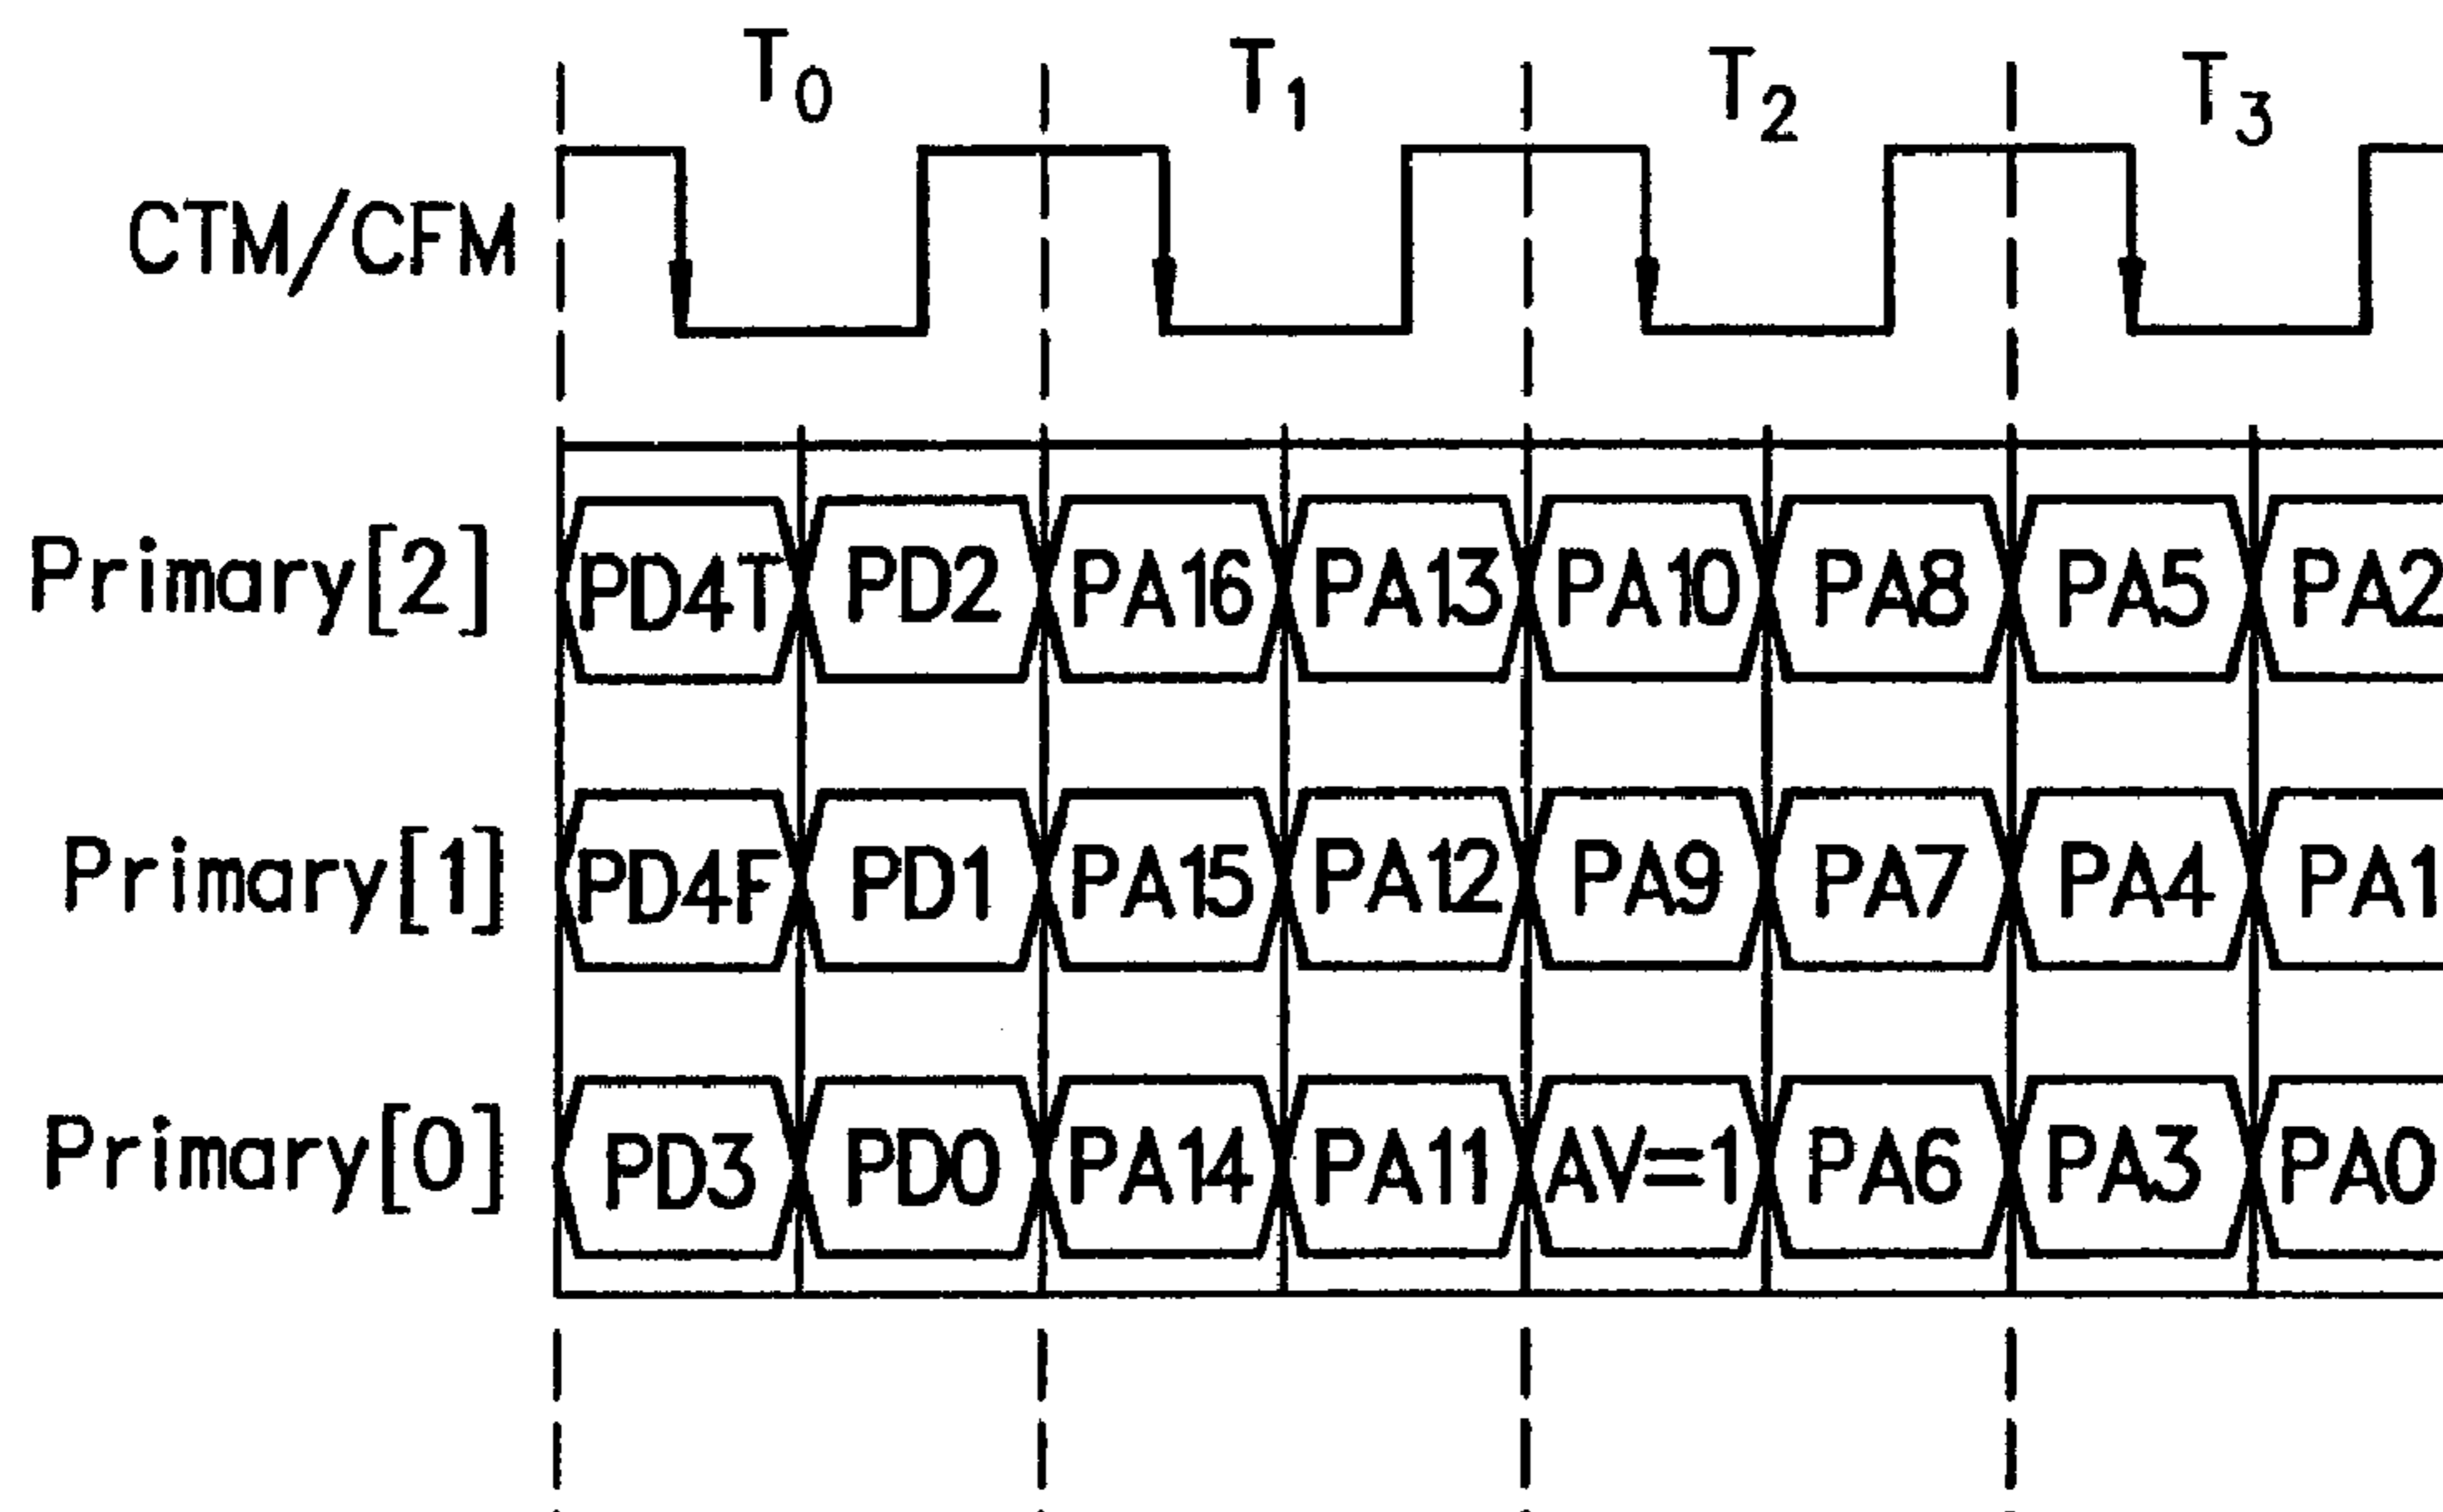 T0 T1 T2 T3
CTM/CFM
Primary[2] PD4T PD2 PA16 PA13 PA10 PA8 PA5 PA2
Primary[1] PD4F PD1 PA15 PA12 PA9 PA7 PA4 PA1
Primary[0] PD3 PD0 PA14 PA11 AV=1 PA6 PA3 PA0